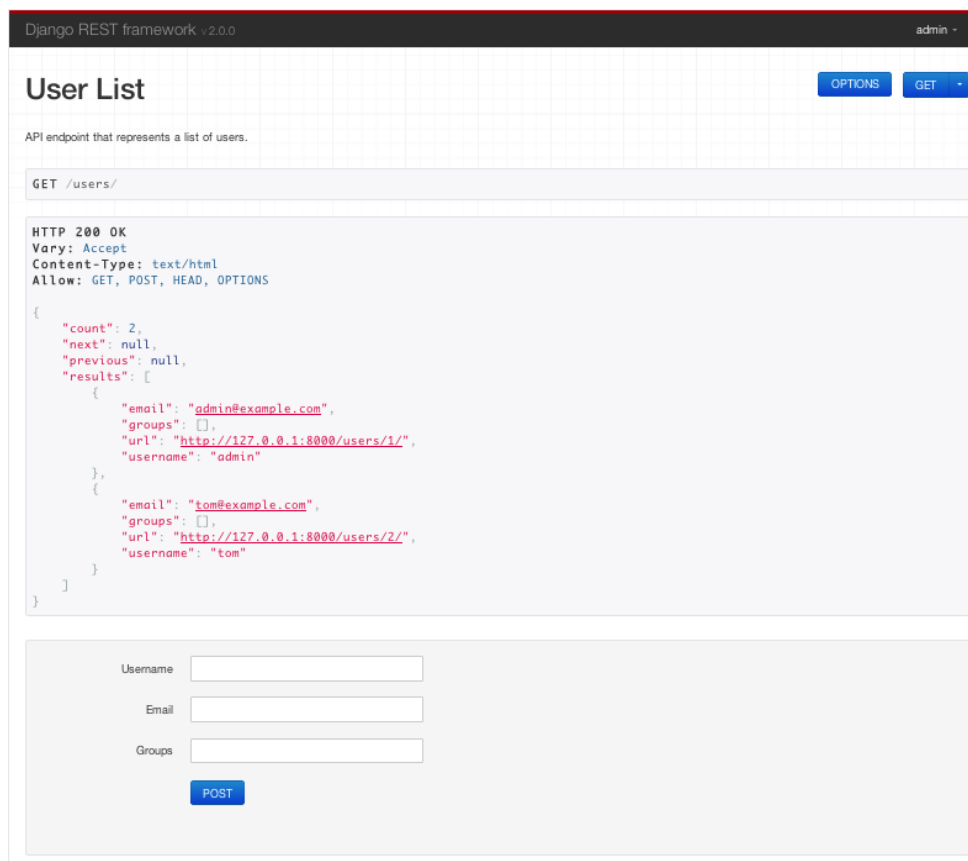 Django REST framework v 2.0.0
admin
User List
OPTIONS
GET
API endpoint that represents a list of users.
GET /users/
HTTP 200 OK
Vary: Accept
Content-Type: text/html
Allow: GET, POST, HEAD, OPTIONS
{
    "count": 2,
    "next": null,
    "previous": null,
    "results": [
        {
            "email": "admin@example.com",
            "groups": [],
            "url": "http://127.0.0.1:8000/users/1/",
            "username": "admin"
        },
        {
            "email": "tom@example.com",
            "groups": [],
            "url": "http://127.0.0.1:8000/users/2/",
            "username": "tom"
        }
    ]
}
Username
Email
Groups
POST